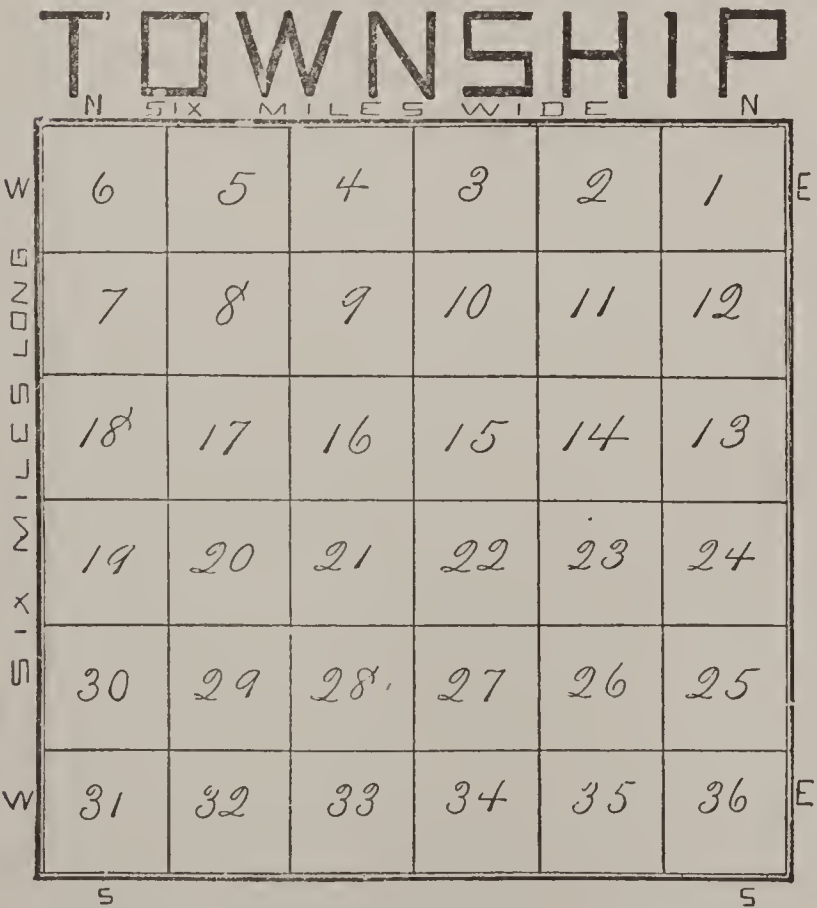 TOWNSHIP
N SIX MILES WIDE N
W 6 5 4 3 2 1 E
7 8 9 10 11 12
18 17 16 15 14 13
19 20 21 22 23 24
30 29 28 27 26 25
W 31 32 33 34 35 36 E
S S
SIX MILES LONG